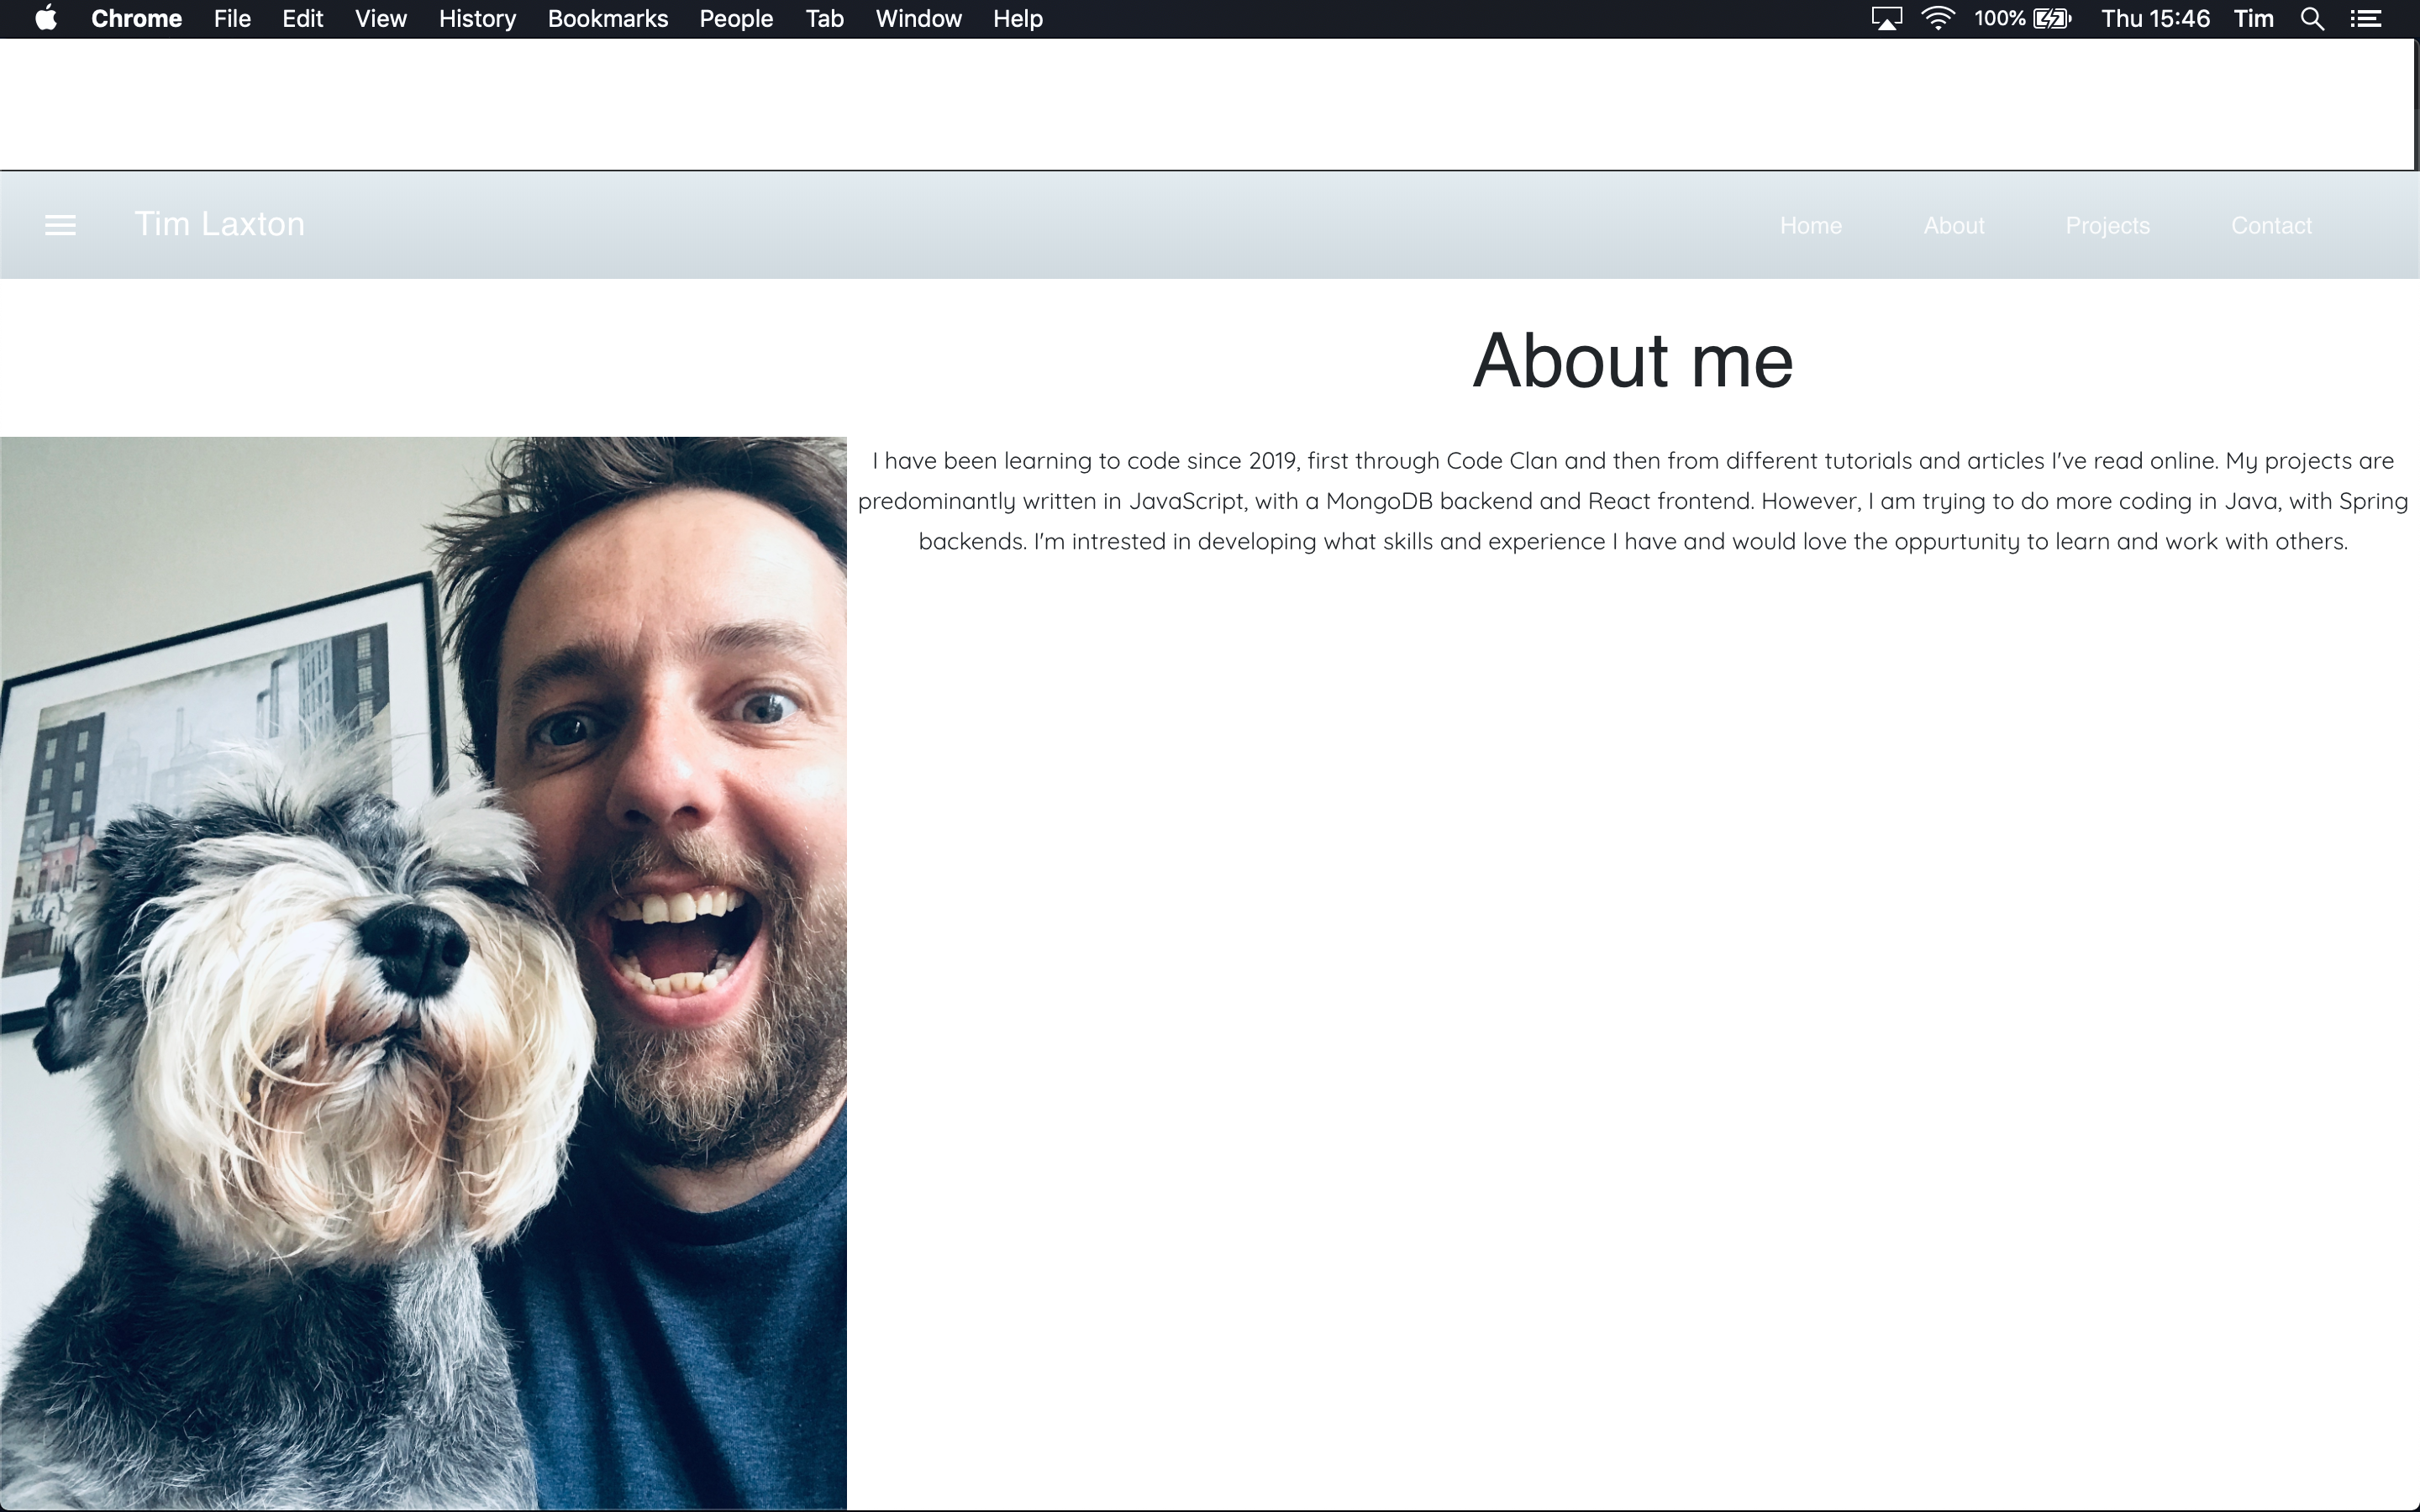 Chrome File Edit View History Bookmarks People Tab Window Help 100% Thu 15:46 Tim
Tim Laxton Home About Projects Contact
About me
I have been learning to code since 2019, first through Code Clan and then from different tutorials and articles I've read online. My projects are
predominantly written in JavaScript, with a MongoDB backend and React frontend. However, I am trying to do more coding in Java, with Spring
backends. I'm intrested in developing what skills and experience I have and would love the oppurtunity to learn and work with others.